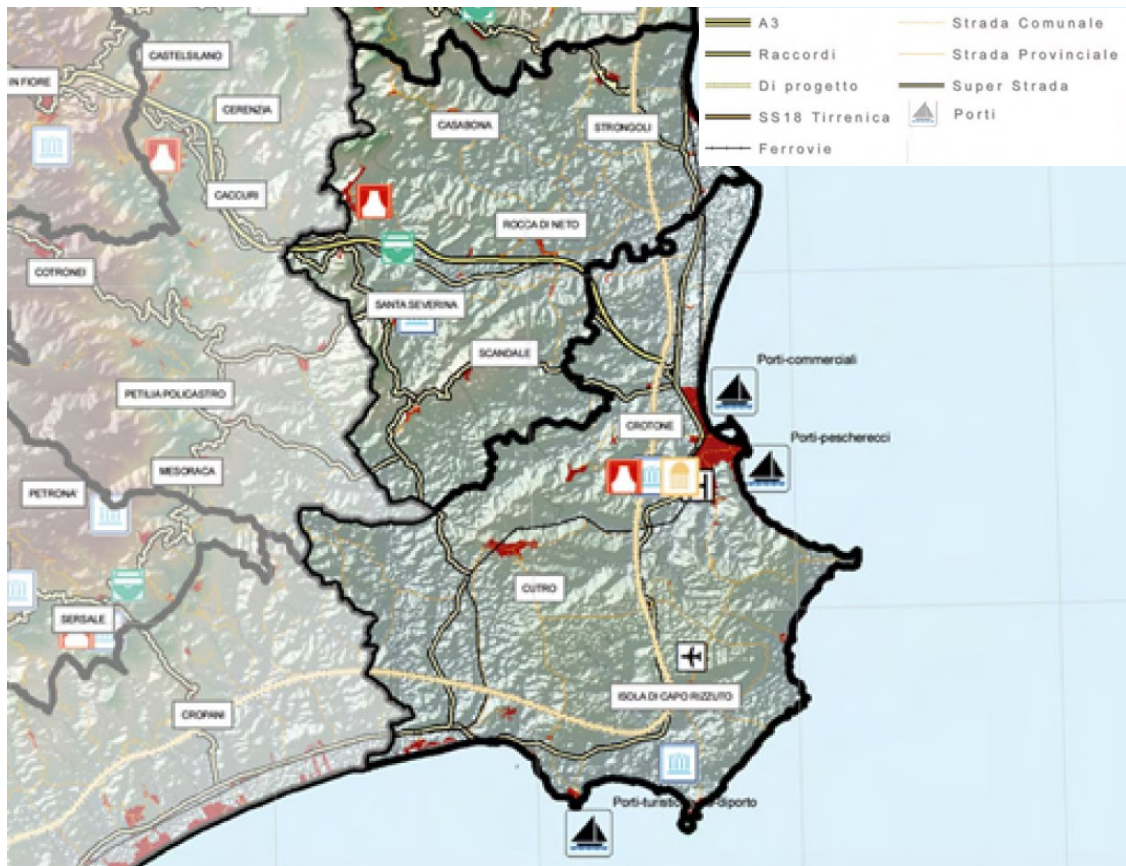 A3
Strada Comunale
Raccordi
Strada Provinciale
Di progetto
Super Strada
SS18 Tirrenica
Porti
Ferrovie
CASTELSILANO
IN FIORE
CERENZIA
CASABONA
STRONGOLI
CACCURI
ROCCA DI NETO
COTRONEI
SANTA SEVERINA
SCANDALE
Porti-commerciali
PETILIA POLICASTRO
CROTONE
Porti-pescherecci
MESORACA
PETRONA'
CUTRO
SERSALE
ISOLA DI CAPO RIZZUTO
CROPANI
diporto